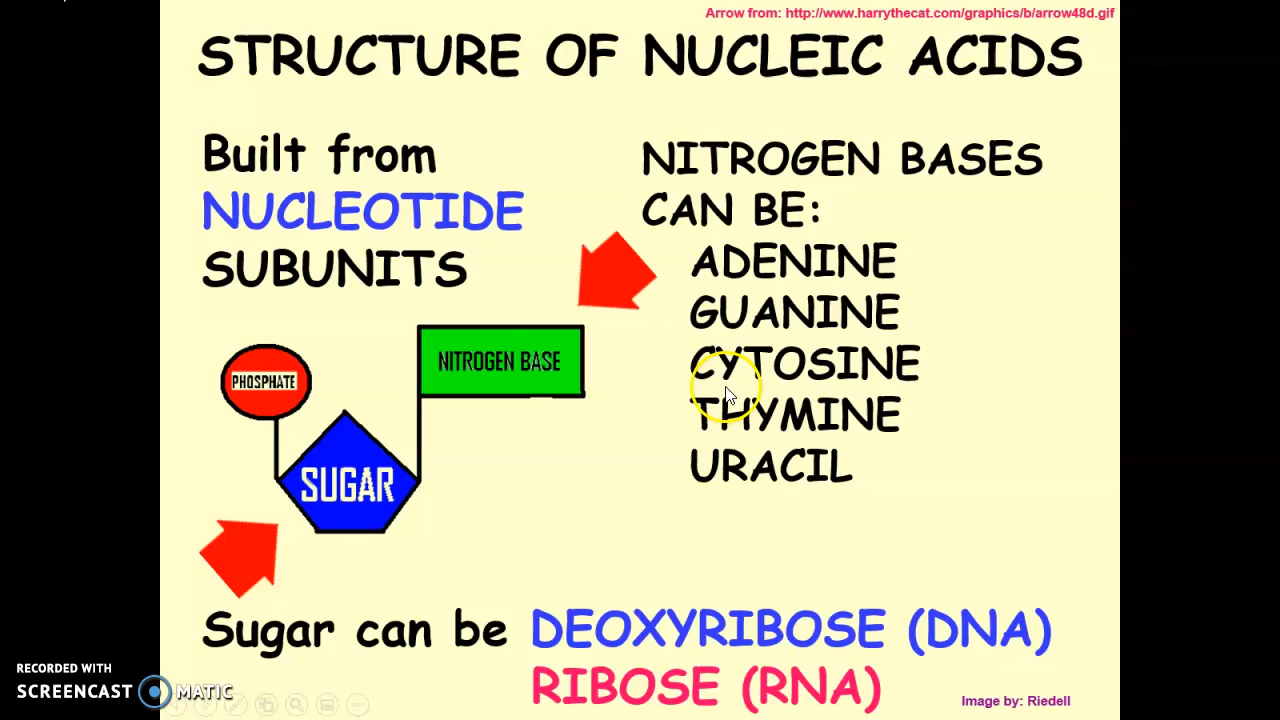 Arrow from: http://www.harrythecat.com/graphics/b/arrow48d.gif
STRUCTURE OF NUCLEIC ACIDS
Built from
NUCLEOTIDE
SUBUNITS
NITROGEN BASES
CAN BE:
ADENINE
GUANINE
CYTOSINE
THYMINE
URACIL
NITROGEN BASE
PHOSPHATE
SUGAR
Sugar can be DEOXYRIBOSE (DNA)
RIBOSE (RNA)
Image by: Riedell
RECORDED WITH
SCREENCAST MATIC